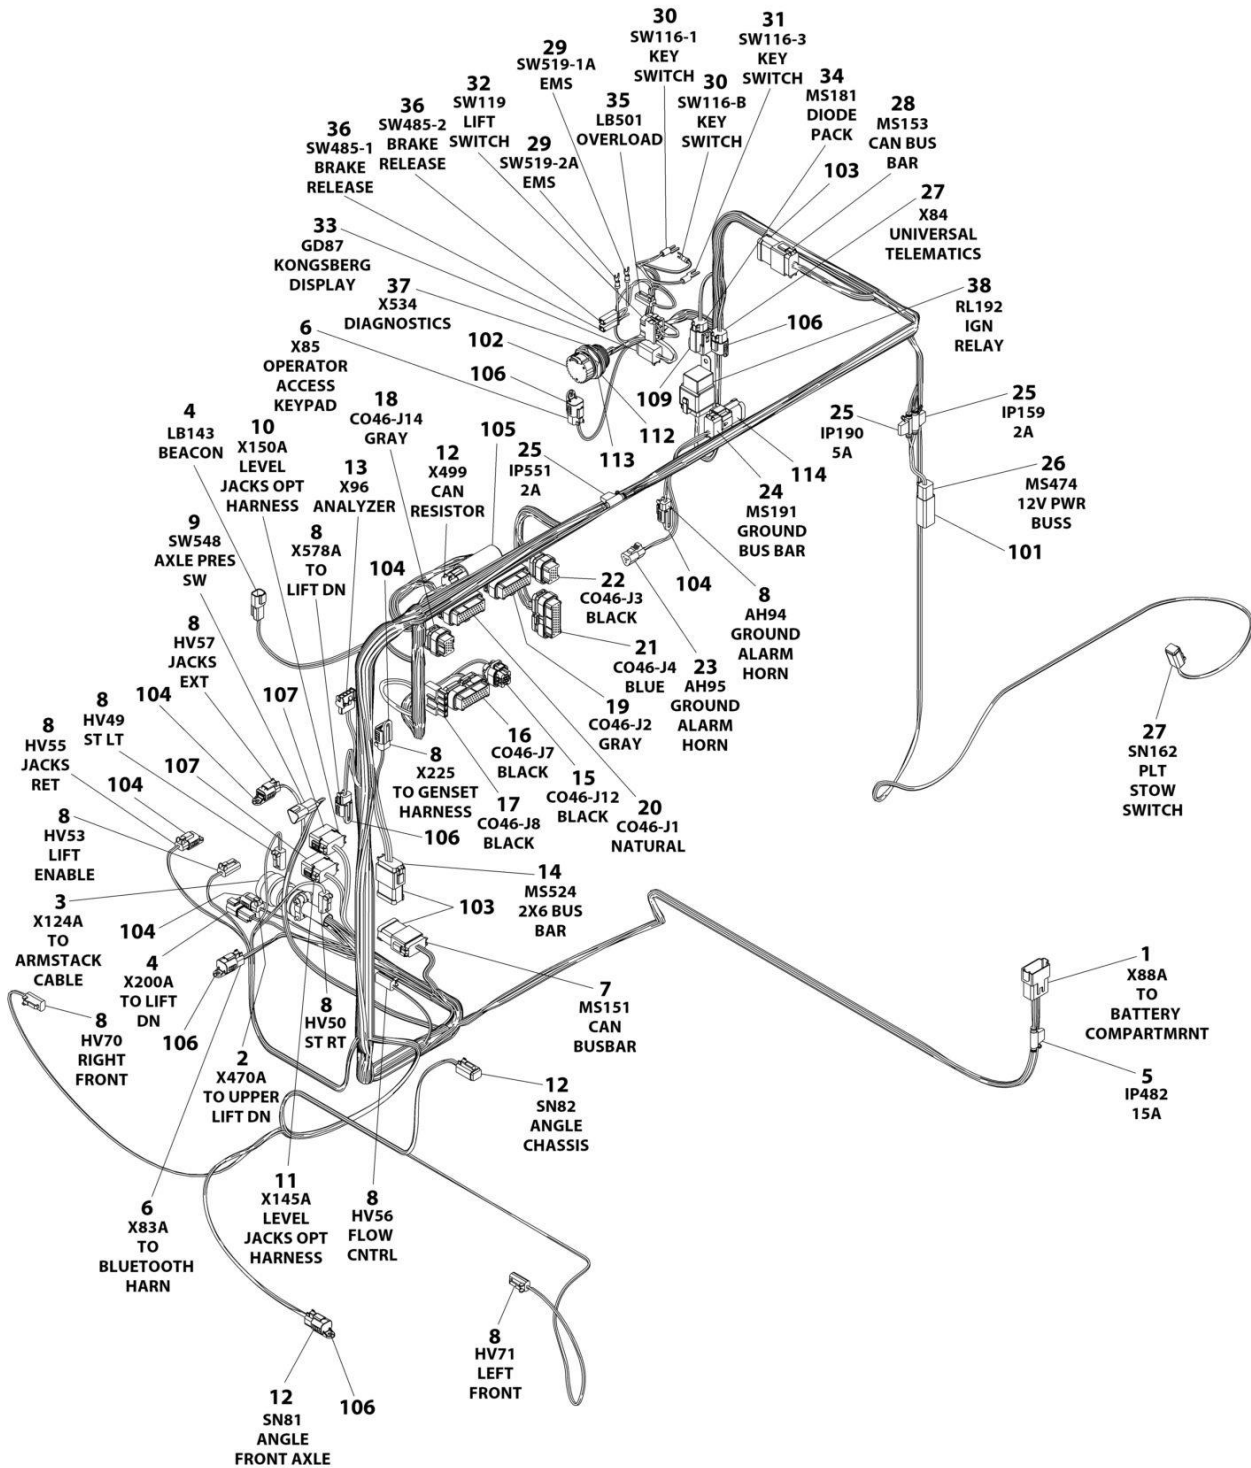 30
SW116-1
KEY
SWITCH
31
SW116-3
KEY
SWITCH
29
SW519-1A
EMS
32
SW119
LIFT
SWITCH
35
LB501
OVERLOAD
30
SW116-B
KEY
SWITCH
34
MS181
DIODE
PACK
28
MS153
CAN BUS
BAR
36
SW485-2
BRAKE
RELEASE
36
SW485-1
BRAKE
RELEASE
29
SW519-2A
EMS
103
27
X84
UNIVERSAL
TELEMATICS
33
GD87
KONGSBERG
DISPLAY
37
X534
DIAGNOSTICS
38
RL192
IGN
RELAY
6
X85
OPERATOR
ACCESS
KEYPAD
102
106
106
109
112
113
114
25
IP190
5A
25
IP159
2A
4
LB143
BEACON
10
X150A
LEVEL
JACKS OPT
HARNESS
18
CO46-J14
GRAY
105
12
X499
CAN
RESISTOR
25
IP551
2A
13
X96
ANALYZER
24
MS191
GROUND
BUS BAR
26
MS474
12V PWR
BUSS
101
9
SW548
AXLE PRES
SW
8
X578A
TO
LIFT DN
104
22
CO46-J3
BLACK
104
8
AH94
GROUND
ALARM
HORN
8
HV57
JACKS
EXT
21
CO46-J4
BLUE
23
AH95
GROUND
ALARM
HORN
8
HV49
ST LT
104
107
19
CO46-J2
GRAY
27
SN162
PLT
STOW
SWITCH
8
HV55
JACKS
RET
107
16
CO46-J7
BLACK
8
X225
TO GENSET
HARNESS
15
CO46-J12
BLACK
17
CO46-J8
BLACK
20
CO46-J1
NATURAL
104
8
HV53
LIFT
ENABLE
106
14
MS524
2X6 BUS
BAR
3
X124A
TO
ARMSTACK
CABLE
104
103
4
X200A
TO LIFT
DN
1
X88A
TO
BATTERY
COMPARTMRNT
7
MS151
CAN
BUSBAR
8
HV50
ST RT
8
HV70
RIGHT
FRONT
106
2
X470A
TO UPPER
LIFT DN
5
IP482
15A
12
SN82
ANGLE
CHASSIS
11
X145A
LEVEL
JACKS OPT
HARNESS
8
HV56
FLOW
CNTRL
6
X83A
TO
BLUETOOTH
HARN
8
HV71
LEFT
FRONT
12
SN81
ANGLE
FRONT AXLE
106